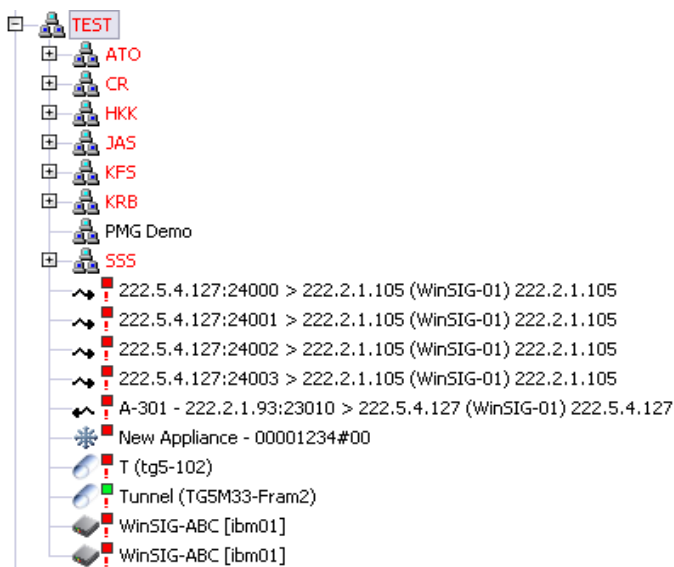 TEST
ATO
CR
HKK
JAS
KFS
KRB
PMG Demo
SSS
222.5.4.127:24000 > 222.2.1.105 (WinSIG-01) 222.2.1.105
222.5.4.127:24001 > 222.2.1.105 (WinSIG-01) 222.2.1.105
222.5.4.127:24002 > 222.2.1.105 (WinSIG-01) 222.2.1.105
222.5.4.127:24003 > 222.2.1.105 (WinSIG-01) 222.2.1.105
A-301 - 222.2.1.93:23010 > 222.5.4.127 (WinSIG-01) 222.5.4.127
New Appliance - 00001234#00
T (tg5-102)
Tunnel (TG5M33-Fram2)
WinSIG-ABC [ibm01]
WinSIG-ABC [ibm01]